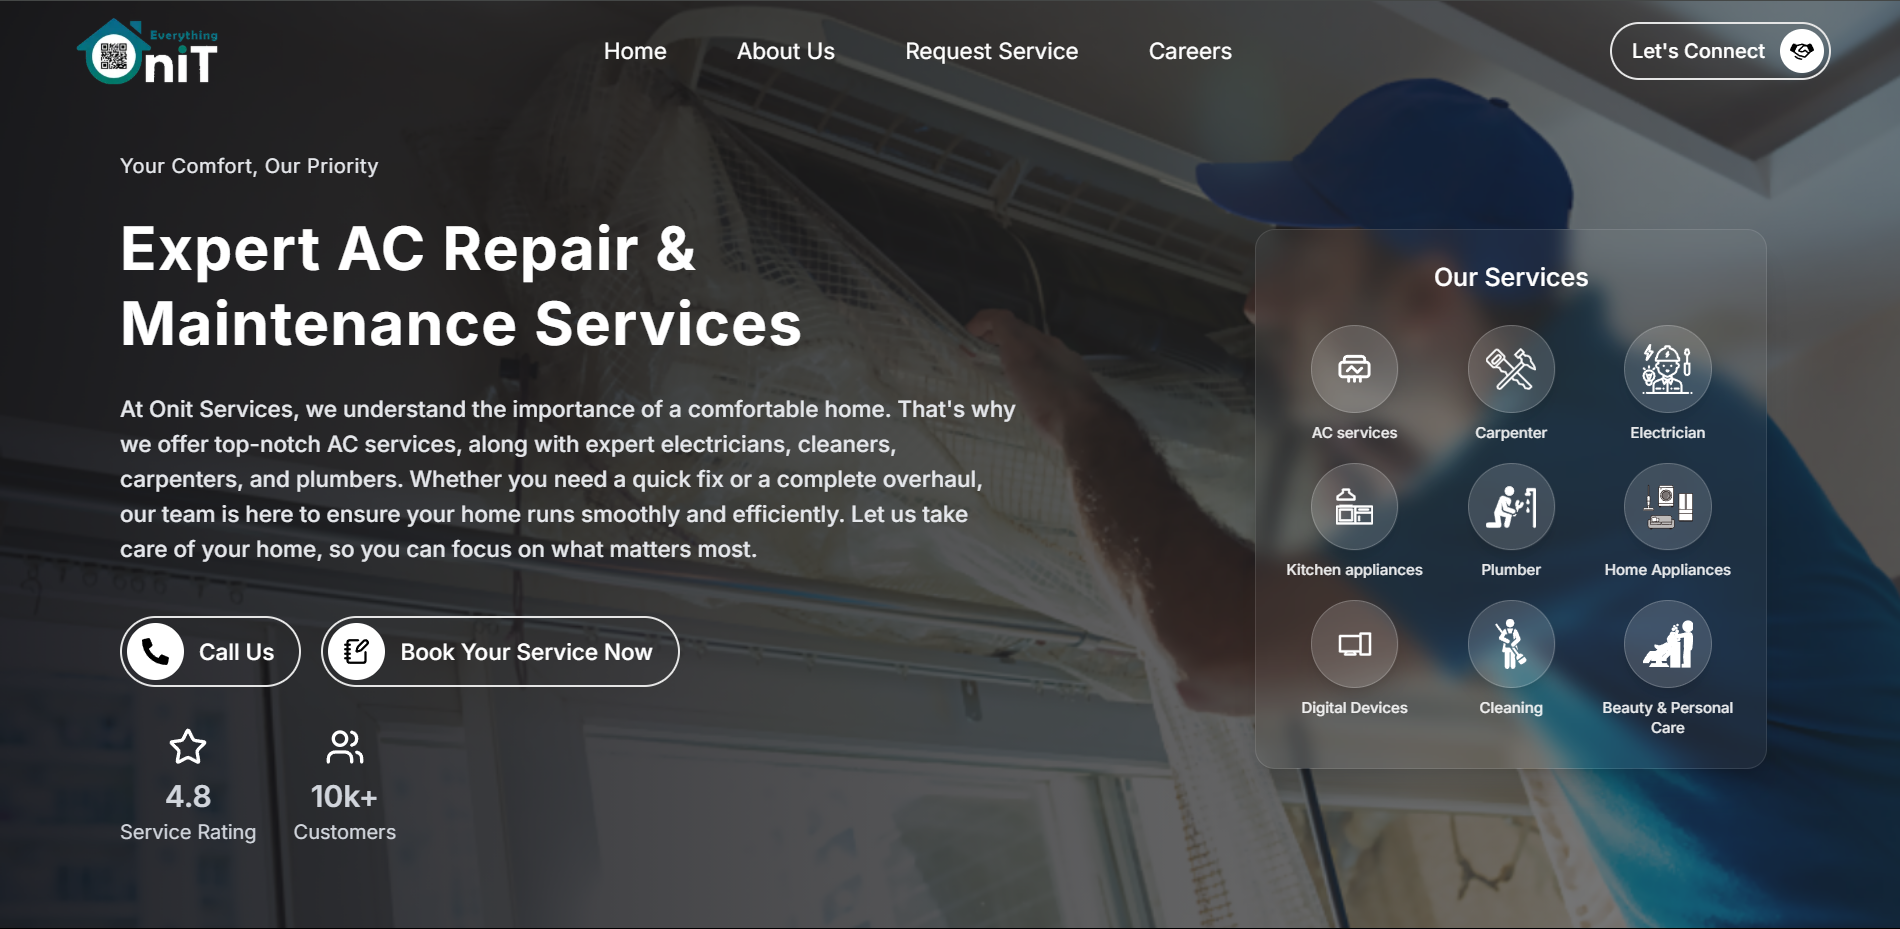 Everything
OniT
Home
About Us
Request Service
Careers
Let's Connect
Your Comfort, Our Priority
Expert AC Repair &
Maintenance Services
At Onit Services, we understand the importance of a comfortable home. That's why
we offer top-notch AC services, along with expert electricians, cleaners,
carpenters, and plumbers. Whether you need a quick fix or a complete overhaul,
our team is here to ensure your home runs smoothly and efficiently. Let us take
care of your home, so you can focus on what matters most.
Call Us
Book Your Service Now
4.8
Service Rating
10k+
Customers
Our Services
AC services
Carpenter
Electrician
Kitchen appliances
Plumber
Home Appliances
Digital Devices
Cleaning
Beauty & Personal
Care